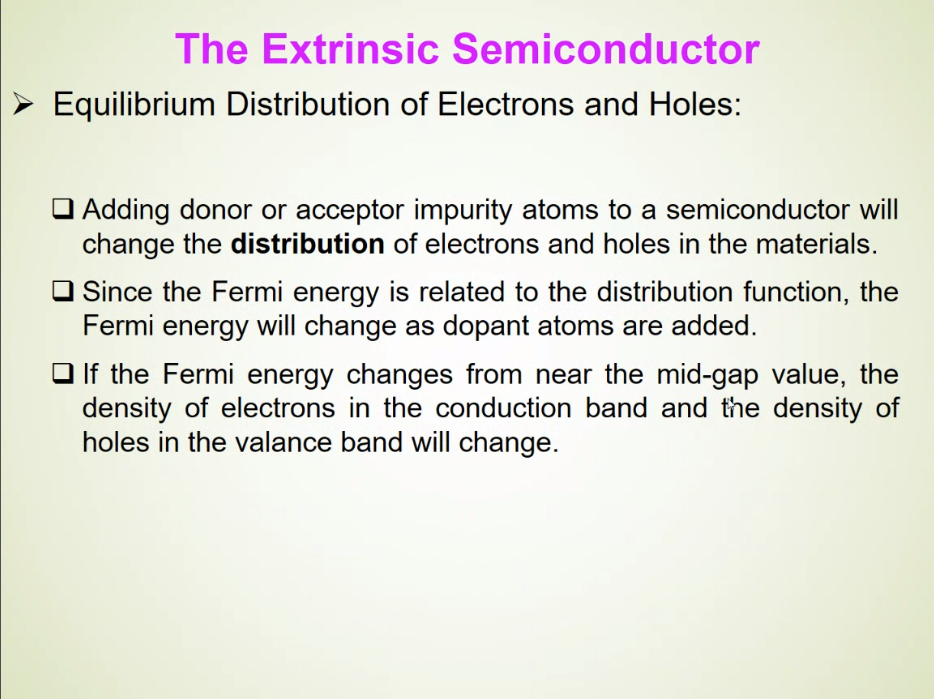 The Extrinsic Semiconductor
➢ Equilibrium Distribution of Electrons and Holes:
❑ Adding donor or acceptor impurity atoms to a semiconductor will
change the distribution of electrons and holes in the materials.
❑ Since the Fermi energy is related to the distribution function, the
Fermi energy will change as dopant atoms are added.
❑ If the Fermi energy changes from near the mid-gap value, the
density of electrons in the conduction band and the density of
holes in the valance band will change.